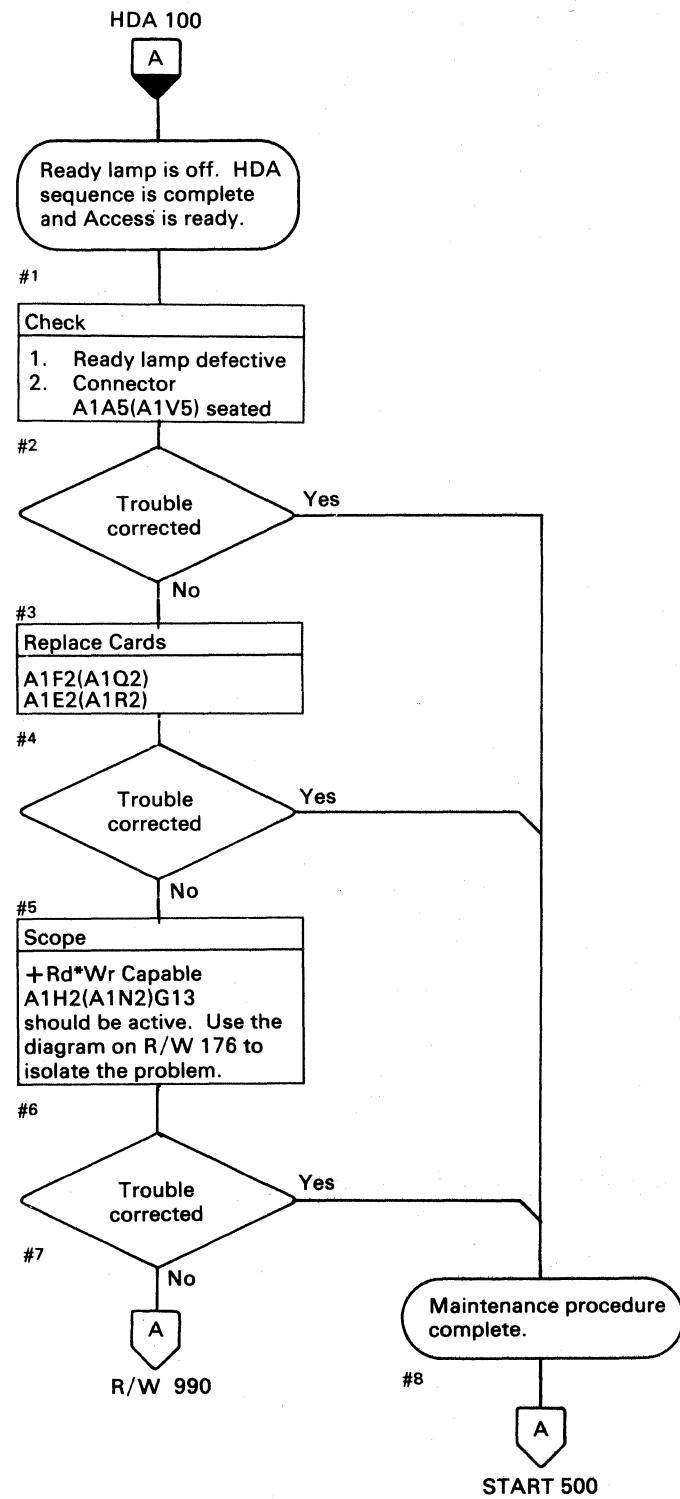 HDA 100
A
Ready lamp is off. HDA
sequence is complete
and Access is ready.
#1
Check
1. Ready lamp defective
2. Connector
A1A5(A1V5) seated
#2
Trouble
corrected
Yes
No
#3
Replace Cards
A1F2(A1Q2)
A1E2(A1R2)
#4
Trouble
corrected
Yes
No
#5
Scope
+Rd*Wr Capable
A1H2(A1N2)G13
should be active. Use the
diagram on R/W 176 to
isolate the problem.
#6
Trouble
corrected
Yes
#7
No
A
R/W 990
Maintenance procedure
complete.
#8
A
START 500